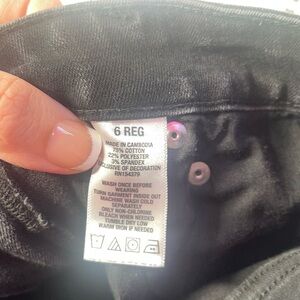 6 REG
MADE IN CAMBODIA
75% COTTON
22% POLYESTER
3% SPANDEX
EXCLUSIVE OF DECORATION
RN154379
WASH ONCE BEFORE
WEARING
TURN GARMENT INSIDE OUT
MACHINE WASH COLD
SEPARATELY
ONLY NON-CHLORINE
BLEACH WHEN NEEDED
TUMBLE DRY LOW
WARM IRON IF NEEDED